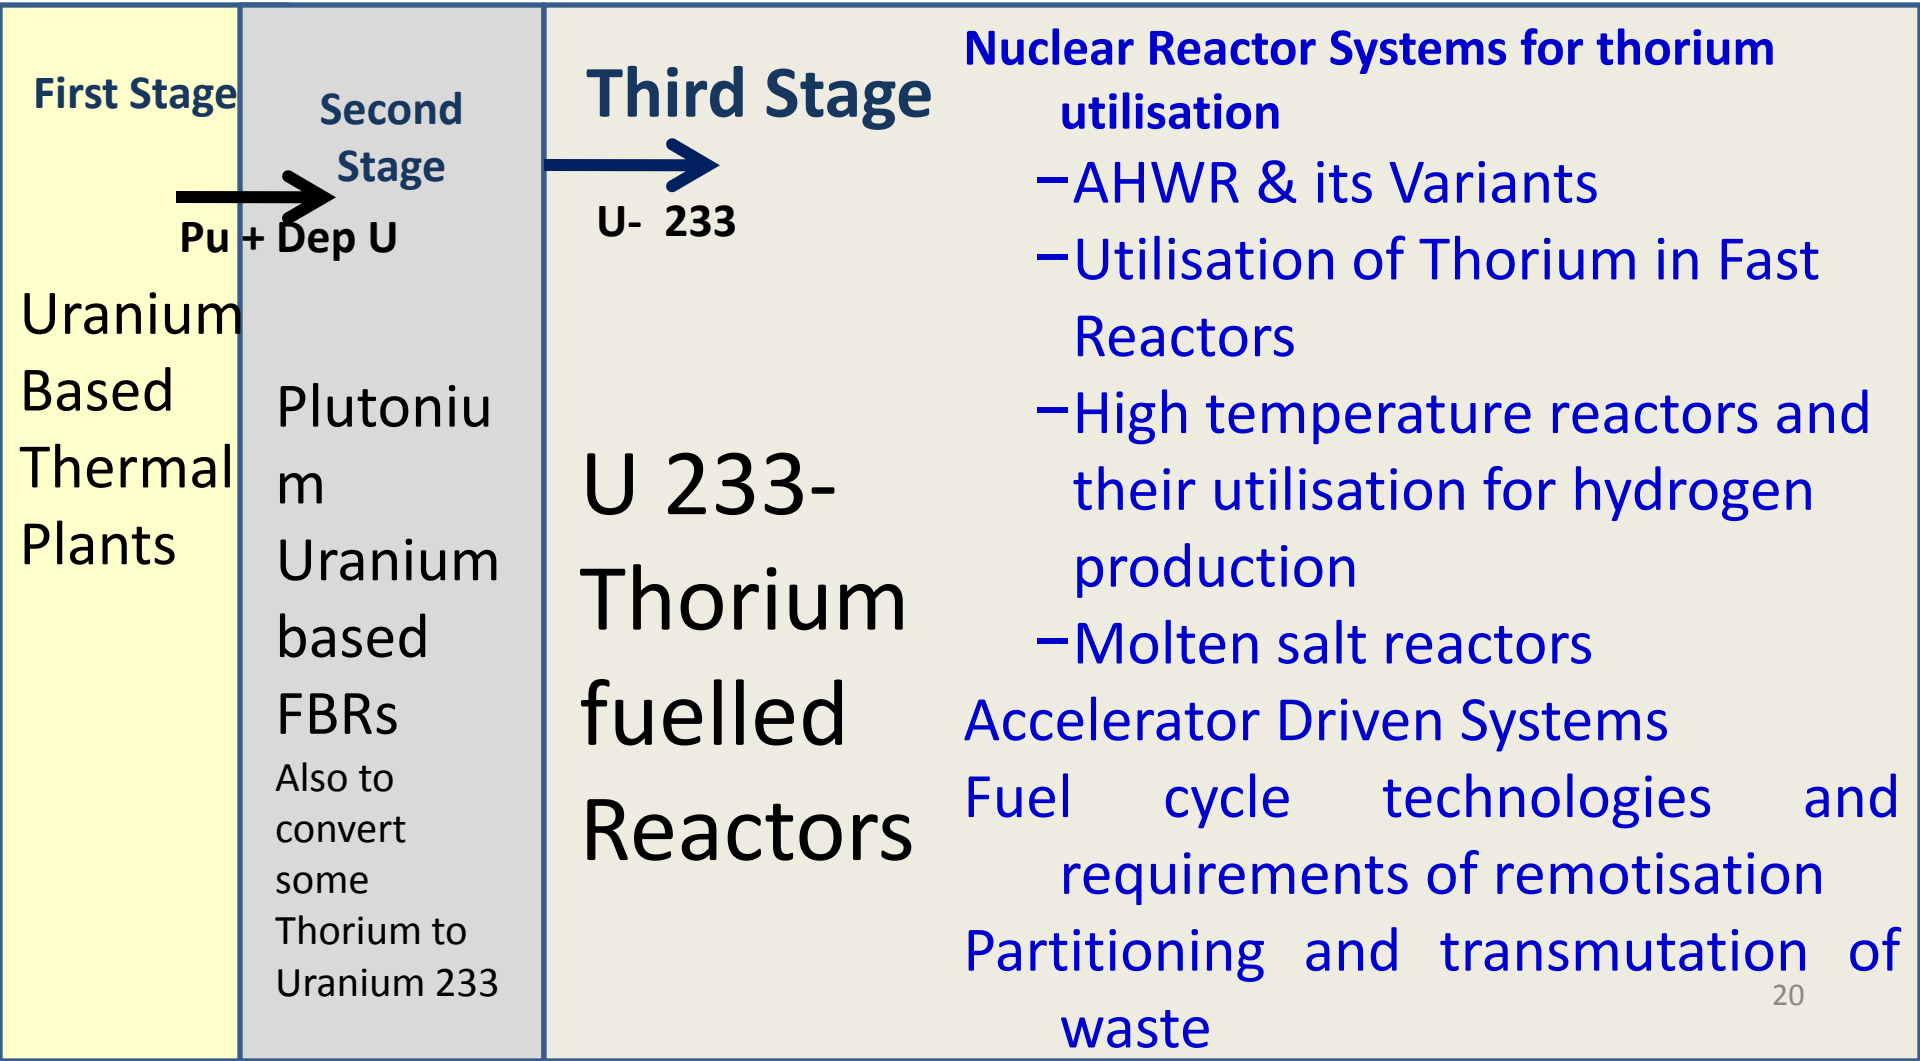 First Stage
Pu + Dep U
Uranium
Based
Thermal
Plants
Second
Stage
Plutoniu
m
Uranium
based
FBRs
Also to
convert
some
Thorium to
Uranium 233
Third Stage
U- 233
U 233-
Thorium
fuelled
Reactors
Nuclear Reactor Systems for thorium
utilisation
–AHWR & its Variants
–Utilisation of Thorium in Fast
Reactors
–High temperature reactors and
their utilisation for hydrogen
production
–Molten salt reactors
Accelerator Driven Systems
Fuel cycle technologies and
requirements of remotisation
Partitioning and transmutation of
waste
20